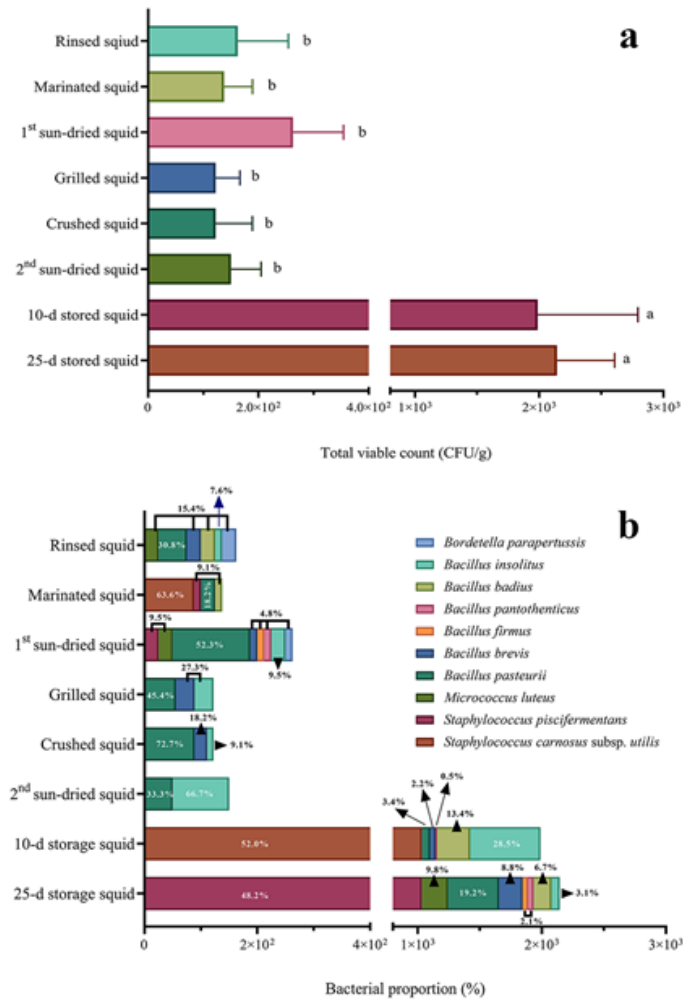 a
Rinsed sqiud
b
Marinated squid
b
1st sun-dried squid
b
Grilled squid
b
Crushed squid
b
2nd sun-dried squid
b
10-d stored squid
a
25-d stored squid
a
0 2.0×10² 4.0×10² 1×10³ 2×10³ 3×10³
Total viable count (CFU/g)
b
7.6%
15.4%
Rinsed squid
30.8%
9.1%
Marinated squid
63.6% 18.2%
9.5% 4.8%
1st sun-dried squid
52.3%
9.5%
27.3%
Grilled squid
45.4%
18.2%
Crushed squid
72.7% 9.1%
2nd sun-dried squid
33.3% 66.7%
Bordetella parapertussis
Bacillus insolitus
Bacillus badius
Bacillus pantothenticus
Bacillus firmus
Bacillus brevis
Bacillus pasteurii
Micrococcus luteus
Staphylococcus piscifermentans
Staphylococcus carnosus subsp. utilis
0.5%
2.2%
3.4% 13.4%
10-d storage squid
52.0% 28.5%
9.8% 8.8% 6.7%
25-d storage squid
48.2% 19.2% 3.1%
2.1%
0 2×10² 4×10² 1×10³ 2×10³ 3×10³
Bacterial proportion (%)